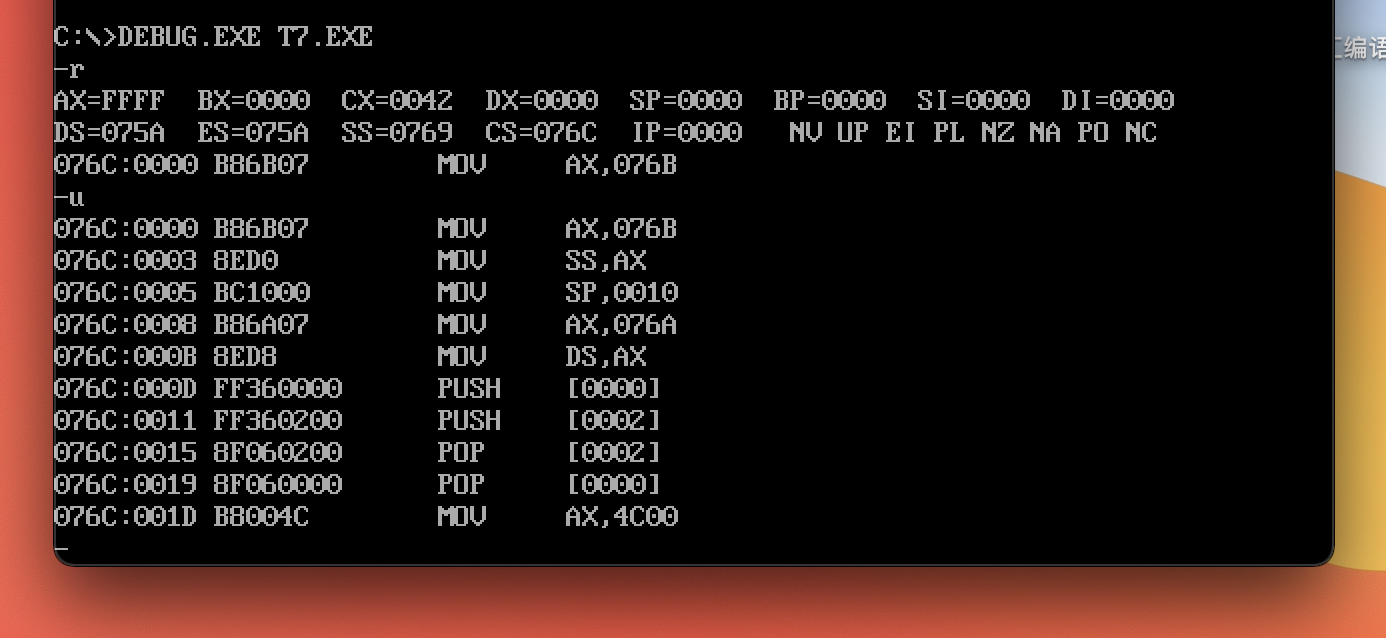 C:\>DEBUG.EXE T7.EXE
-r
AX=FFFF  BX=0000  CX=0042  DX=0000  SP=0000  BP=0000  SI=0000  DI=0000
DS=075A  ES=075A  SS=0769  CS=076C  IP=0000   NV UP EI PL NZ NA PO NC
076C:0000 B86B07        MOV     AX,076B
-u
076C:0000 B86B07        MOV     AX,076B
076C:0003 8ED0          MOV     SS,AX
076C:0005 BC1000        MOV     SP,0010
076C:0008 B86A07        MOV     AX,076A
076C:000B 8ED8          MOV     DS,AX
076C:000D FF360000      PUSH    [0000]
076C:0011 FF360200      PUSH    [0002]
076C:0015 8F060200      POP     [0002]
076C:0019 8F060000      POP     [0000]
076C:001D B8004C        MOV     AX,4C00
-
编语